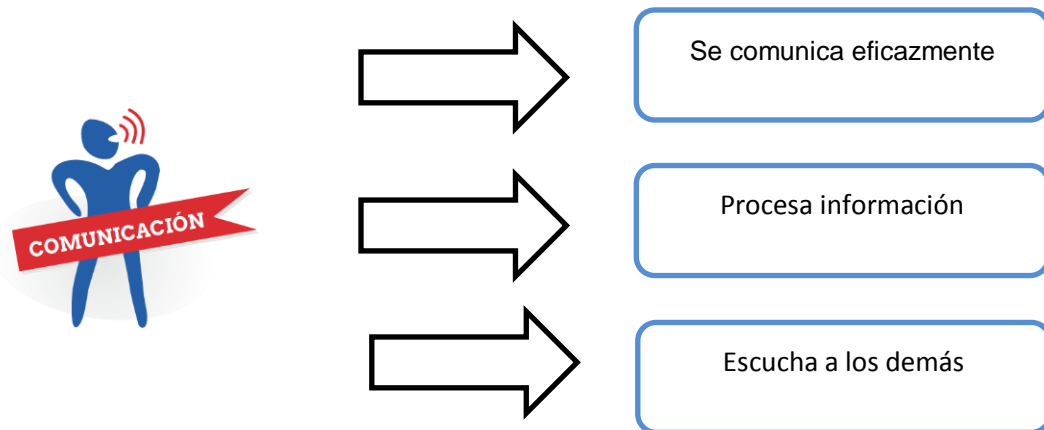 Se comunica eficazmente
COMUNICACIÓN
Procesa información
Escucha a los demás